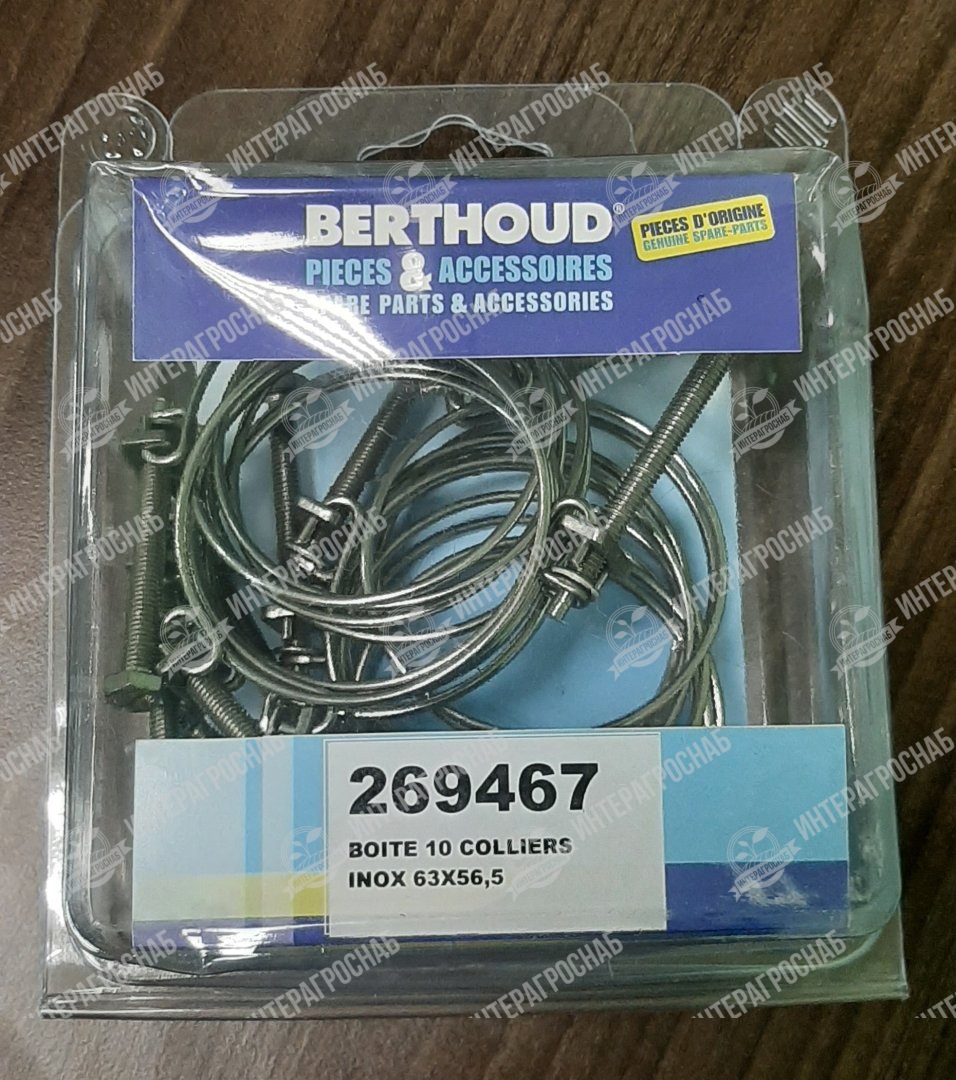 BERTHOUD®
PIECES D'ORIGINE
GENUINE SPARE-PARTS
PIECES & ACCESSOIRES
SPARE PARTS & ACCESSORIES
269467
BOITE 10 COLLIERS
INOX 63X56,5
ИНТЕРАГРОСНАБ